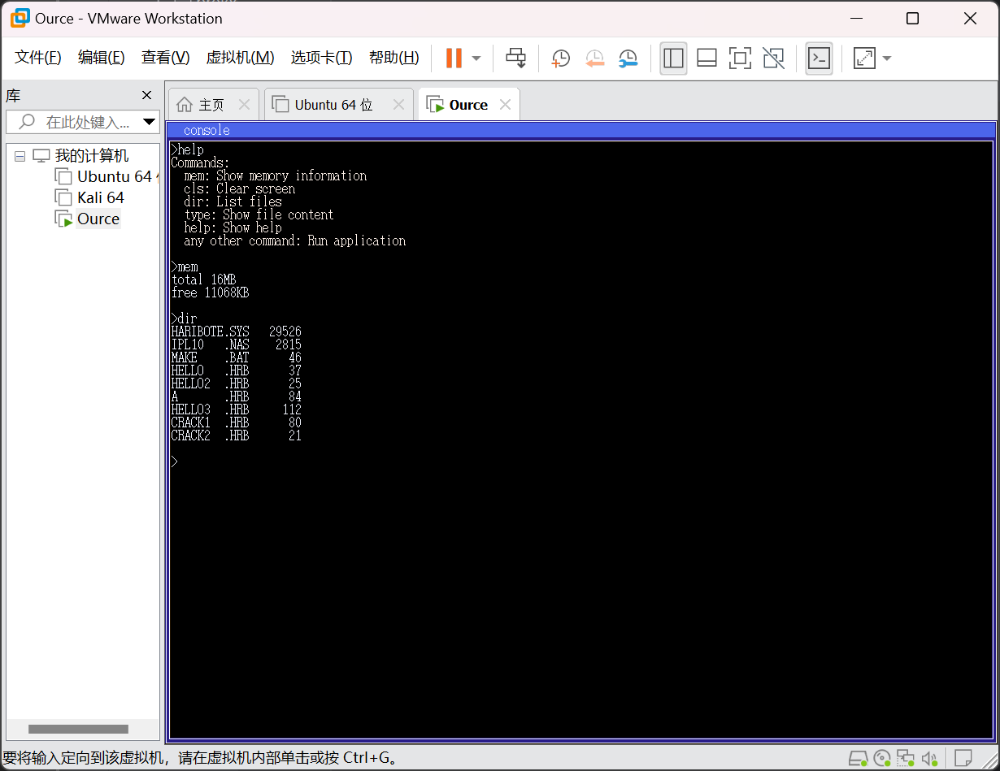 Ource - VMware Workstation
文件(F) 编辑(E) 查看(V) 虚拟机(M) 选项卡(T) 帮助(H)
库
在此处键入...
我的计算机
Ubuntu 64
Kali 64
Ource
主页 Ubuntu 64 位 Ource
console
>help
Commands:
mem: Show memory information
cls: Clear screen
dir: List files
type: Show file content
help: Show help
any other command: Run application
>mem
total 16MB
free 11068KB
>dir
HARIBOTE.SYS 29526
IPL10 .NAS 2815
MAKE .BAT 46
HELLO .HRB 37
HELLO2 .HRB 25
A .HRB 84
HELLO3 .HRB 112
CRACK1 .HRB 80
CRACK2 .HRB 21
>
要将输入定向到该虚拟机，请在虚拟机内部单击或按 Ctrl+G。